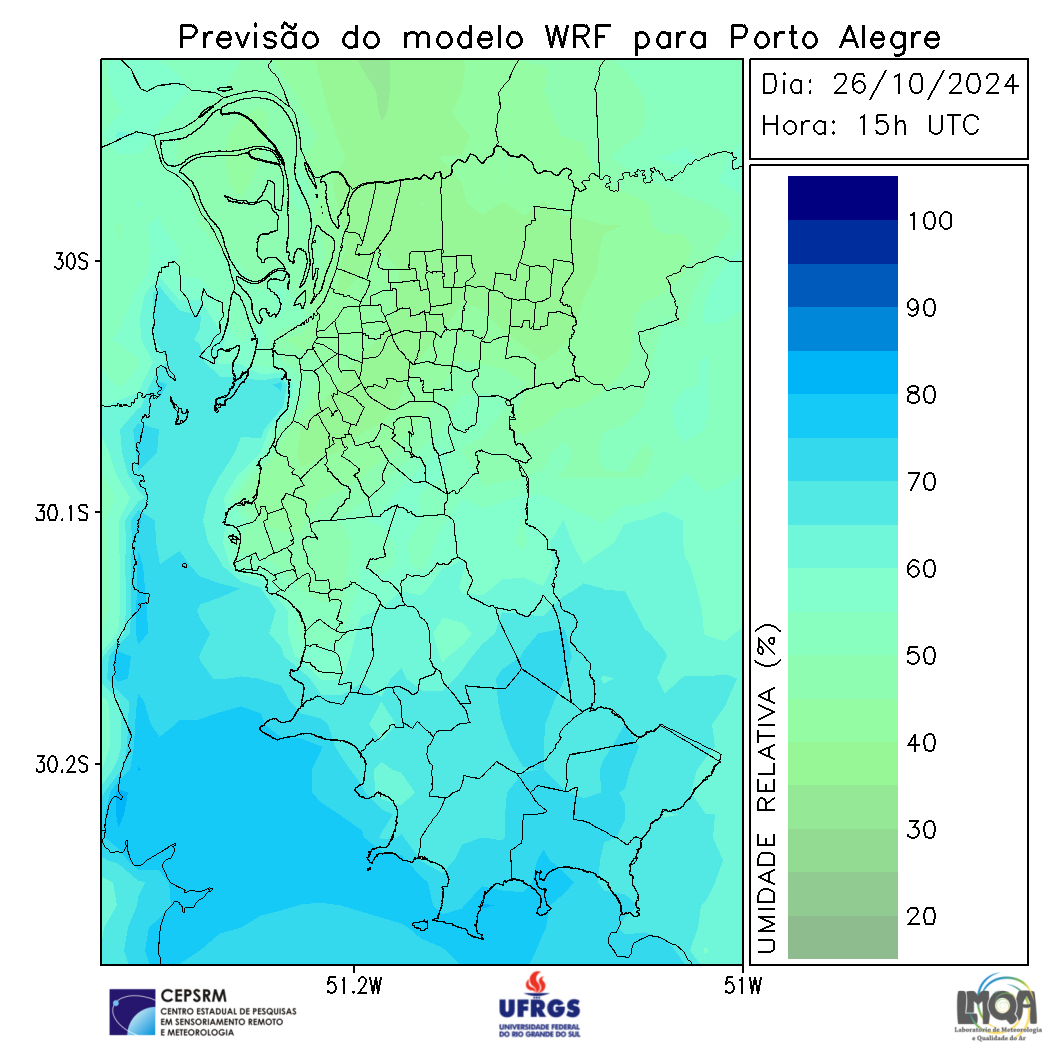 Previsão do modelo WRF para Porto Alegre
Dia: 26/10/2024
Hora: 15h UTC
30S
30.1S
30.2S
51.2W
51W
UMIDADE RELATIVA (%)
100
90
80
70
60
50
40
30
20
CEPSRM
CENTRO ESTADUAL DE PESQUISAS
EM SENSORIAMENTO REMOTO
E METEOROLOGIA
UFRGS
UNIVERSIDADE FEDERAL
DO RIO GRANDE DO SUL
LMQA
Laboratório de Meteorologia
e Qualidade do Ar